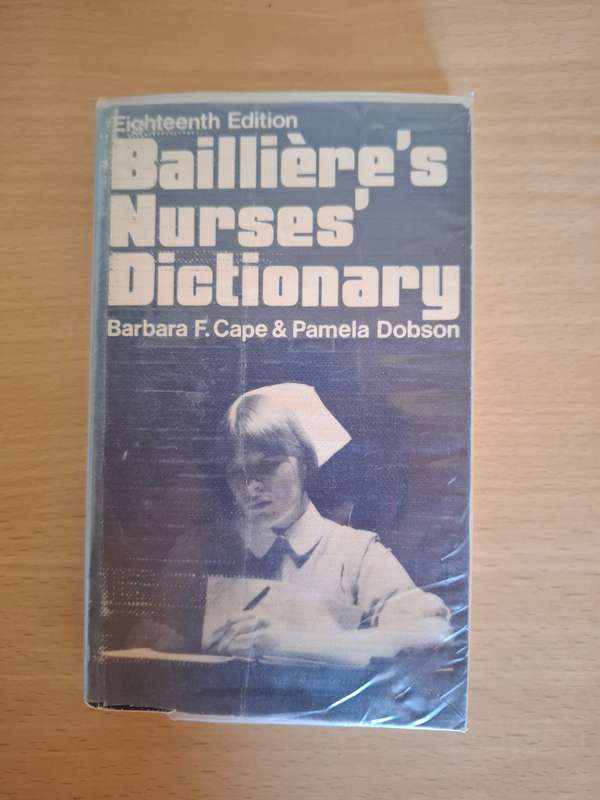 Eighteenth Edition
Baillière's
Nurses'
Dictionary
Barbara F. Cape & Pamela Dobson